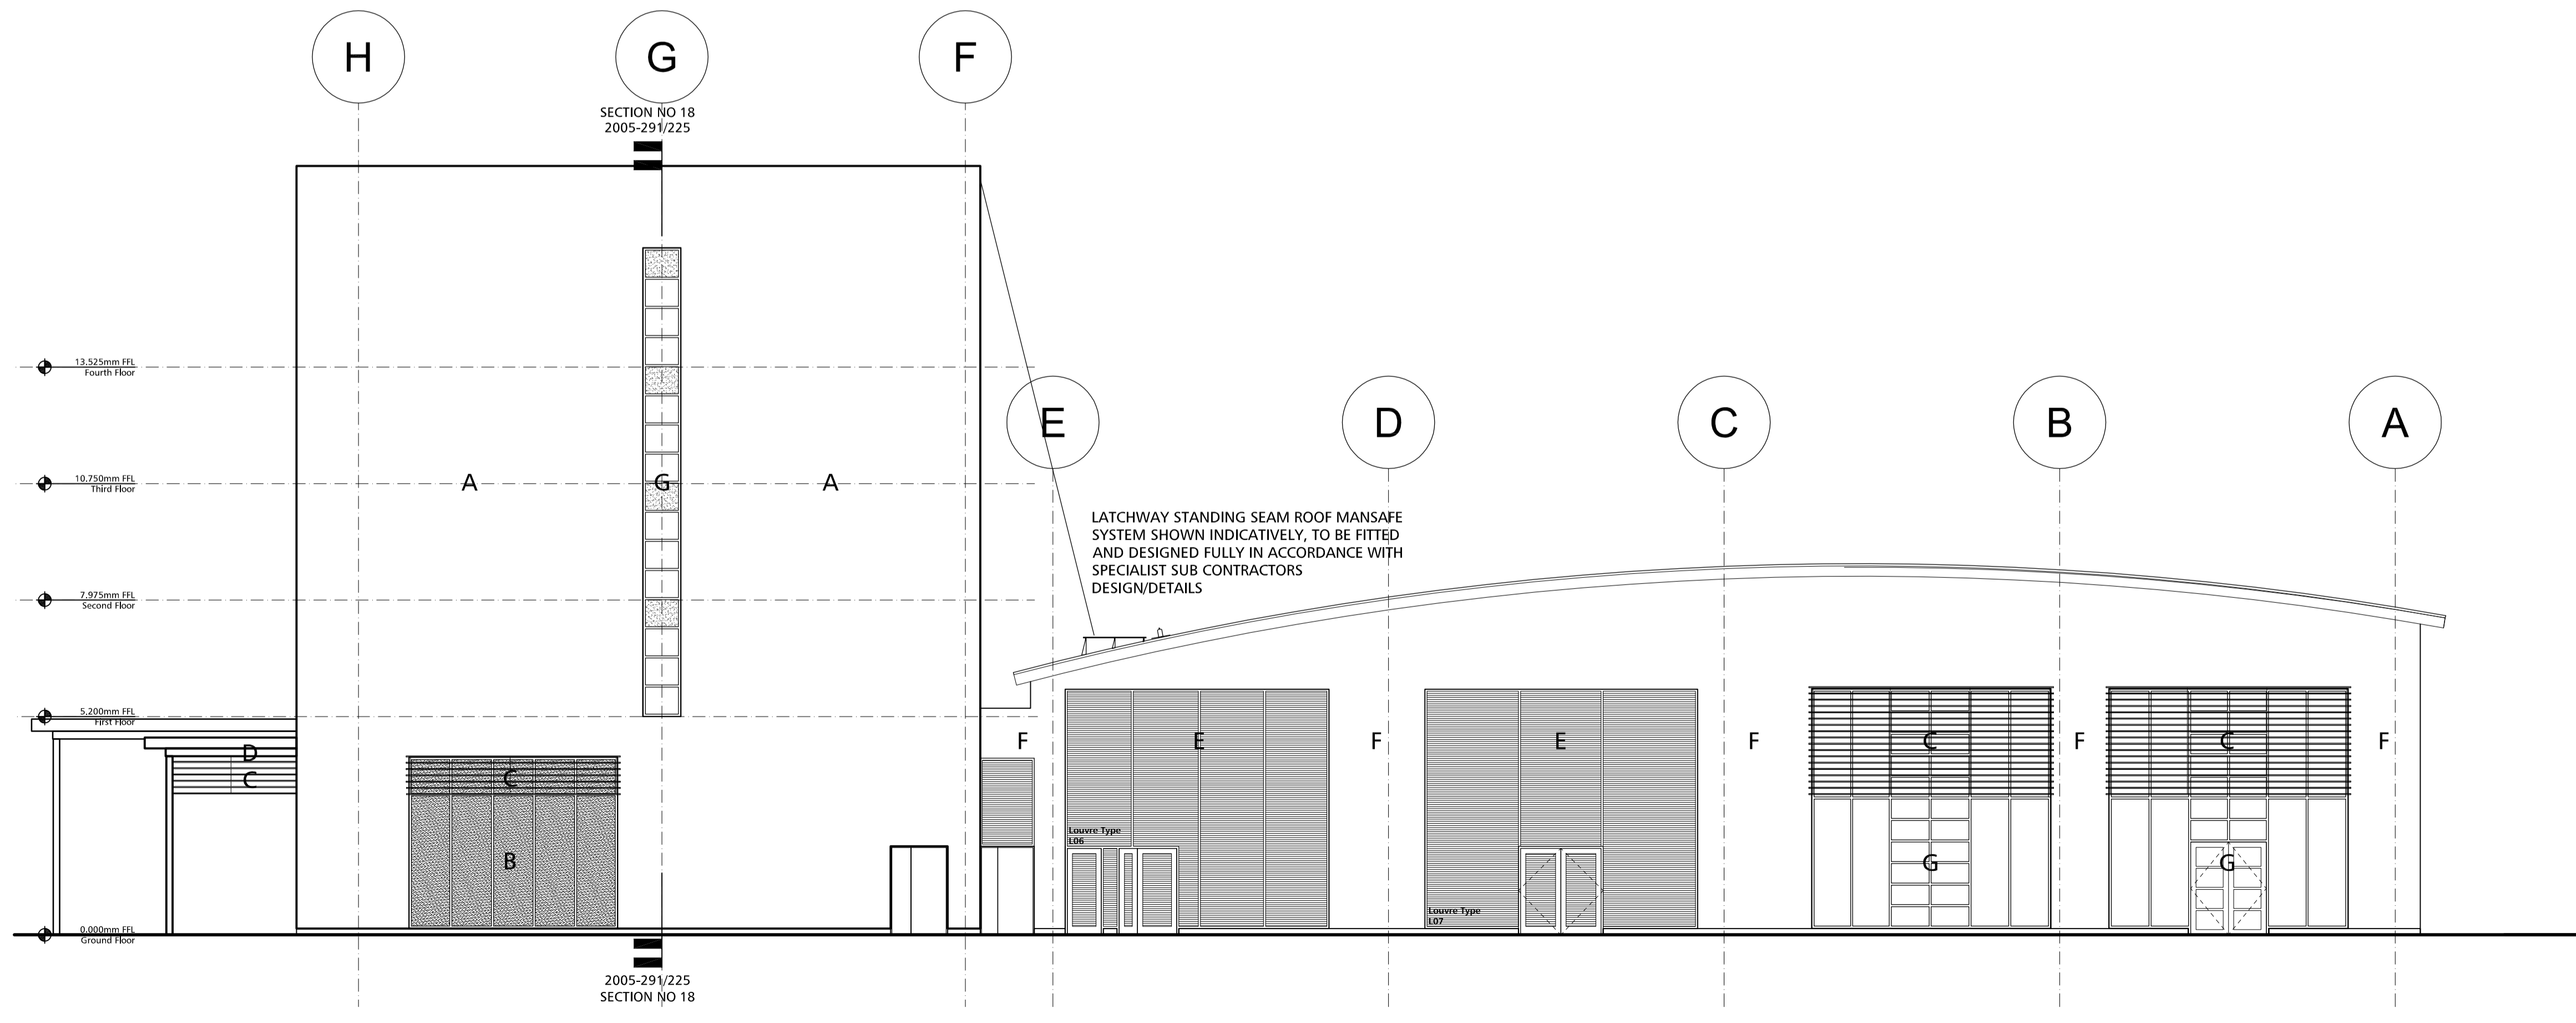 H
G
F
SECTION NO 18
2005-291/225
13.525mm FFL
Fourth Floor
E
D
C
B
A
10.750mm FFL
Third Floor
A
G
A
LATCHWAY STANDING SEAM ROOF MANSAFE
SYSTEM SHOWN INDICATIVELY, TO BE FITTED
AND DESIGNED FULLY IN ACCORDANCE WITH
SPECIALIST SUB CONTRACTORS
DESIGN/DETAILS
7.975mm FFL
Second Floor
5.200mm FFL
First Floor
D
C
C
F
E
F
E
F
C
F
C
F
Louvre Type
L06
B
G
G
Louvre Type
L07
0.000mm FFL
Ground Floor
2005-291/225
SECTION NO 18